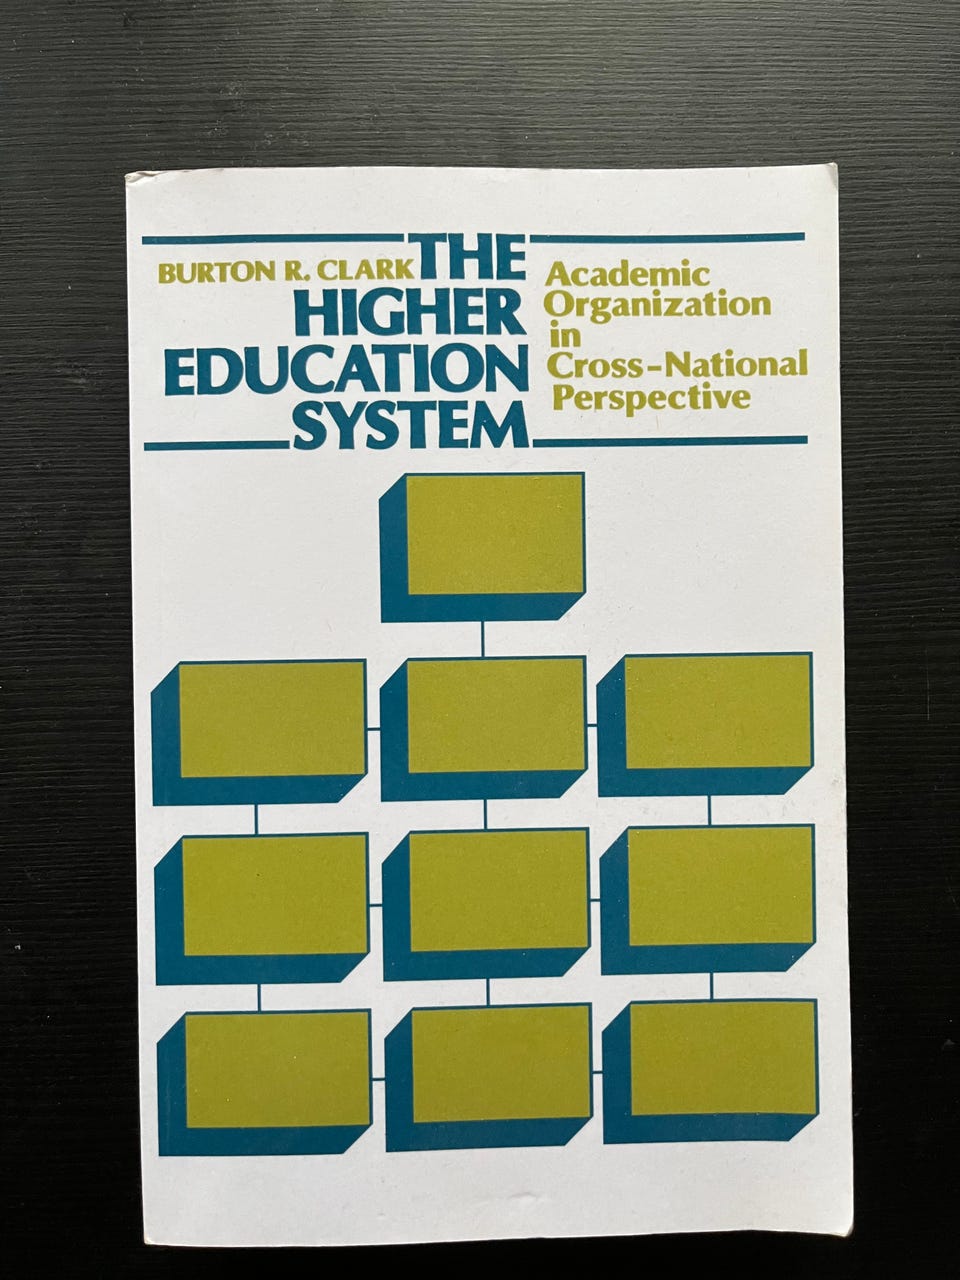 BURTON R. CLARK
THE
HIGHER
EDUCATION
SYSTEM
Academic
Organization
in
Cross-National
Perspective